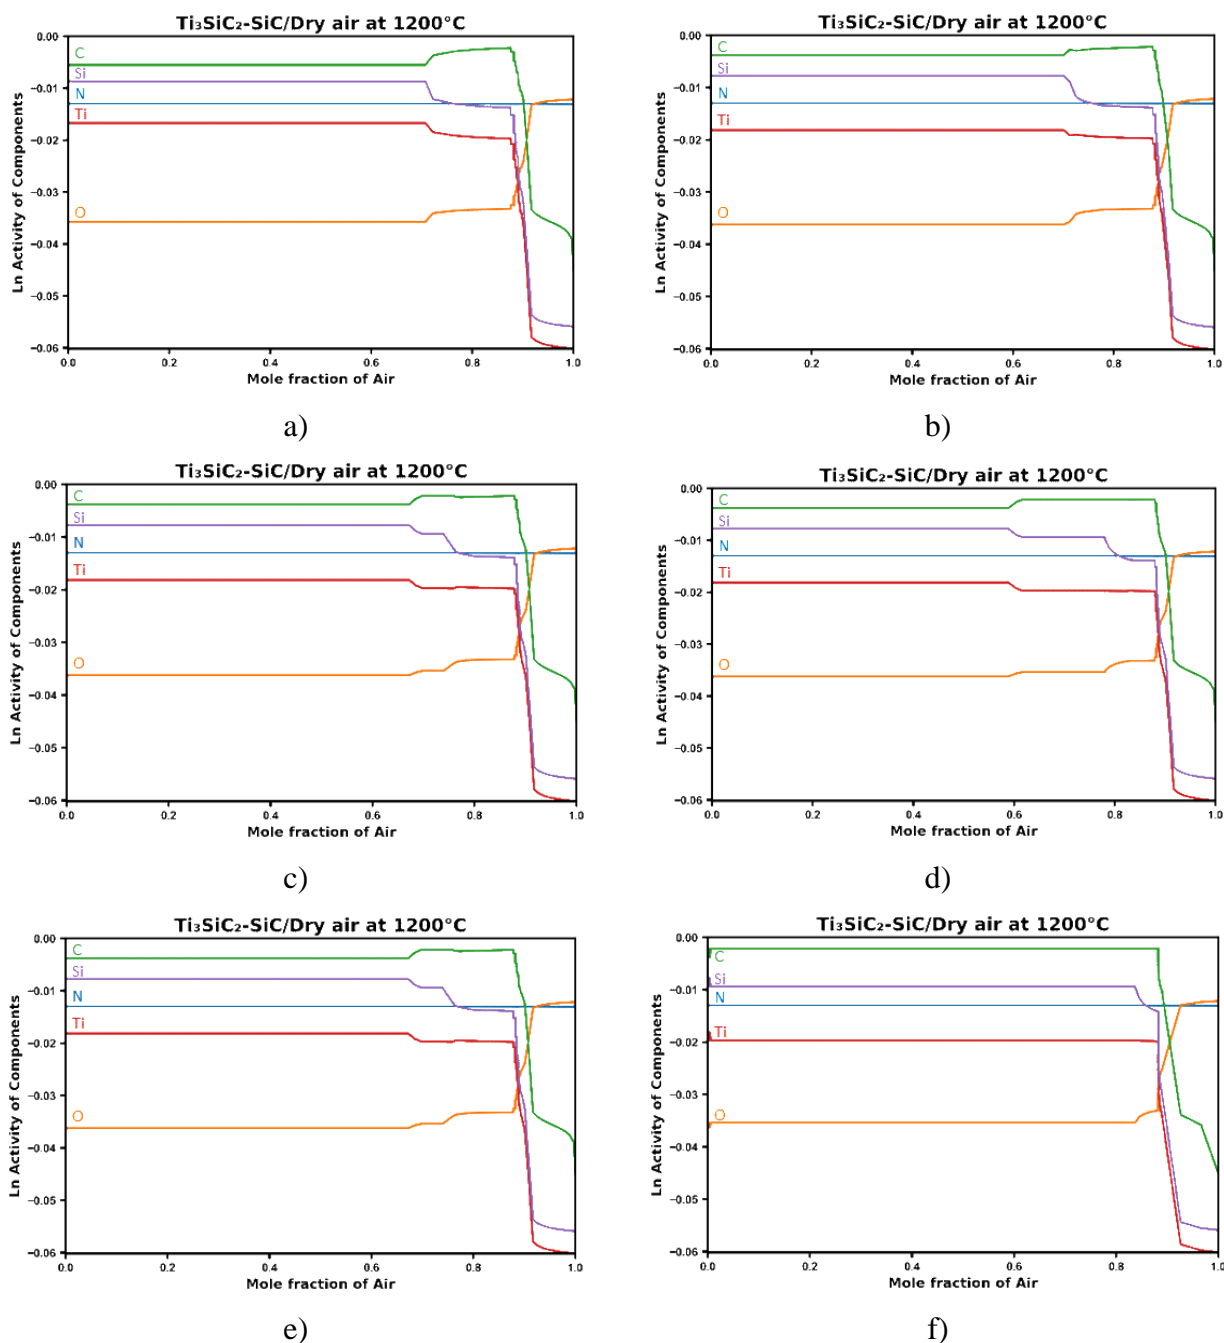 Ti₃SiC₂-SiC/Dry air at 1200°C
Ln Activity of Components
0.00
−0.01
−0.02
−0.03
−0.04
−0.05
−0.06
C
Si
N
Ti
O
0.0 0.2 0.4 0.6 0.8 1.0
Mole fraction of Air
a)
Ti₃SiC₂-SiC/Dry air at 1200°C
Ln Activity of Components
0.00
−0.01
−0.02
−0.03
−0.04
−0.05
−0.06
C
Si
N
Ti
O
0.0 0.2 0.4 0.6 0.8 1.0
Mole fraction of Air
b)
Ti₃SiC₂-SiC/Dry air at 1200°C
Ln Activity of Components
0.00
−0.01
−0.02
−0.03
−0.04
−0.05
−0.06
C
Si
N
Ti
O
0.0 0.2 0.4 0.6 0.8 1.0
Mole fraction of Air
c)
Ti₃SiC₂-SiC/Dry air at 1200°C
Ln Activity of Components
0.00
−0.01
−0.02
−0.03
−0.04
−0.05
−0.06
C
Si
N
Ti
O
0.0 0.2 0.4 0.6 0.8 1.0
Mole fraction of Air
d)
Ti₃SiC₂-SiC/Dry air at 1200°C
Ln Activity of Components
0.00
−0.01
−0.02
−0.03
−0.04
−0.05
−0.06
C
Si
N
Ti
O
0.0 0.2 0.4 0.6 0.8 1.0
Mole fraction of Air
e)
Ti₃SiC₂-SiC/Dry air at 1200°C
Ln Activity of Components
0.00
−0.01
−0.02
−0.03
−0.04
−0.05
−0.06
C
Si
N
Ti
O
0.0 0.2 0.4 0.6 0.8 1.0
Mole fraction of Air
f)